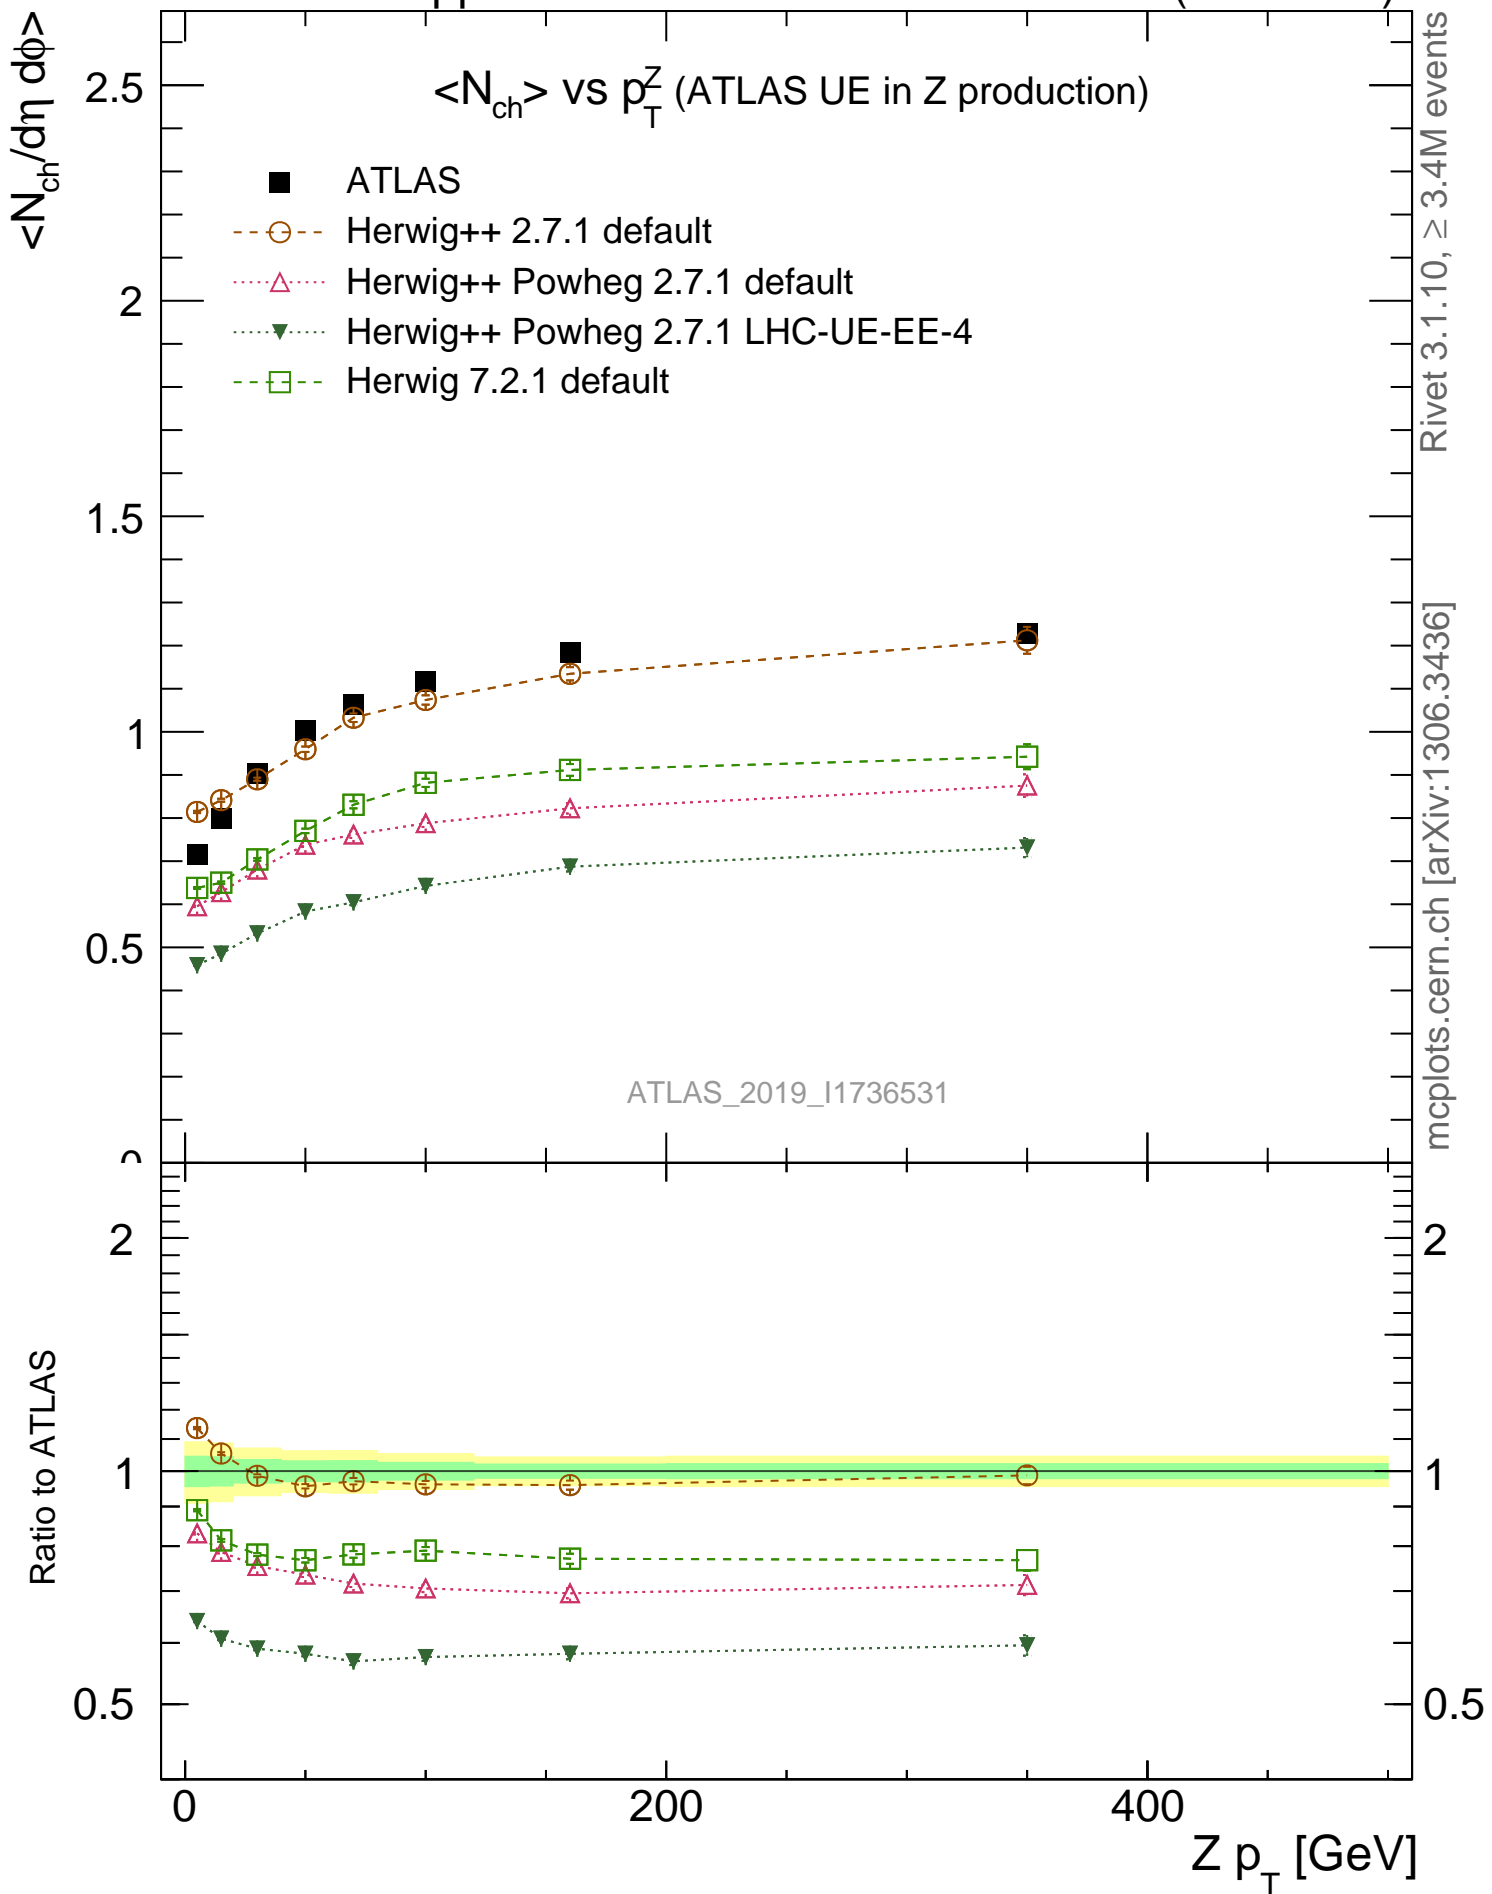 pp
<N_ch/dη dϕ>
<N_ch> vs p_T^Z (ATLAS UE in Z production)
ATLAS
Herwig++ 2.7.1 default
Herwig++ Powheg 2.7.1 default
Herwig++ Powheg 2.7.1 LHC-UE-EE-4
Herwig 7.2.1 default
2.5
2
1.5
1
0.5
0
ATLAS_2019_I1736531
Rivet 3.1.10, ≥ 3.4M events
mcplots.cern.ch [arXiv:1306.3436]
Ratio to ATLAS
2
1
0.5
2
1
0.5
0
200
400
Z p_T [GeV]